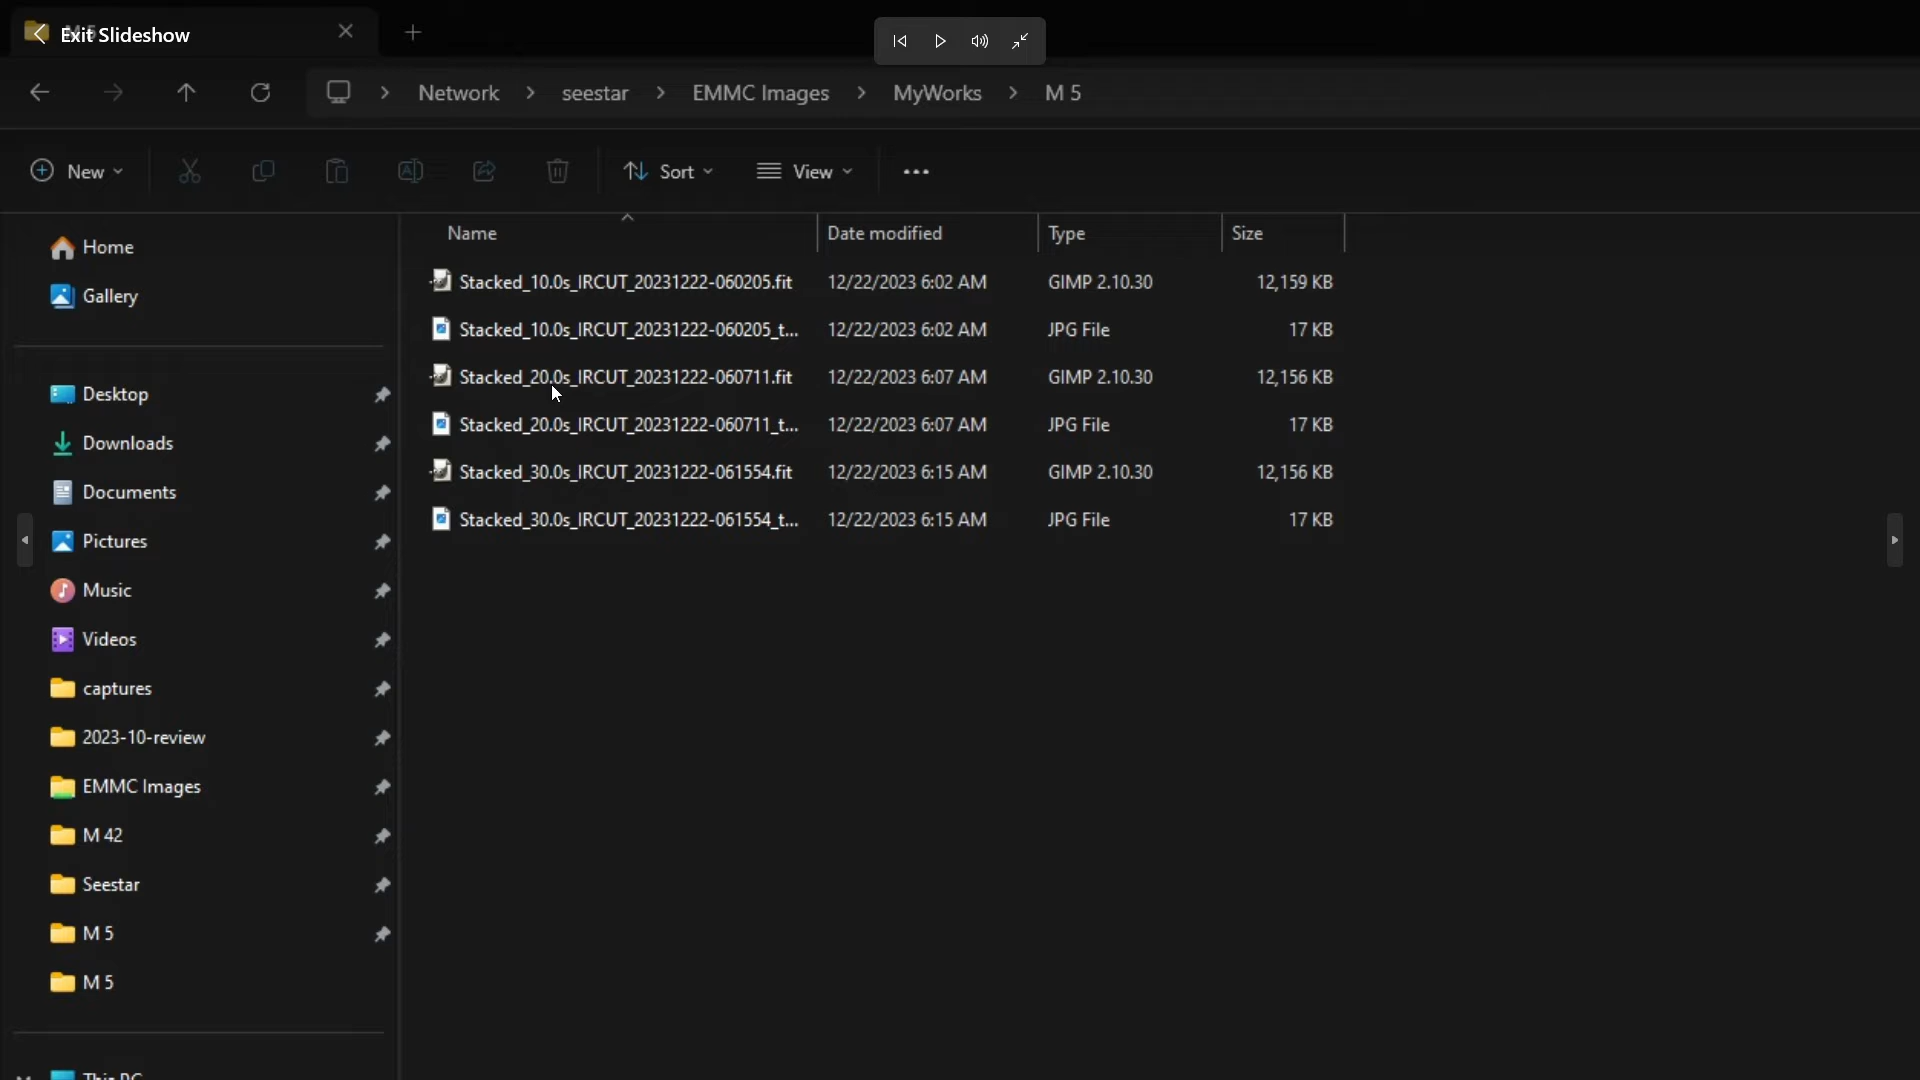 Exit Slideshow
Network > seestar > EMMC Images > MyWorks > M 5
New Sort View •••
Name Date modified Type Size
Stacked_10.0s_IRCUT_20231222-060205.fit 12/22/2023 6:02 AM GIMP 2.10.30 12,159 KB
Stacked_10.0s_IRCUT_20231222-060205_t... 12/22/2023 6:02 AM JPG File 17 KB
Stacked_20.0s_IRCUT_20231222-060711.fit 12/22/2023 6:07 AM GIMP 2.10.30 12,156 KB
Stacked_20.0s_IRCUT_20231222-060711_t... 12/22/2023 6:07 AM JPG File 17 KB
Stacked_30.0s_IRCUT_20231222-061554.fit 12/22/2023 6:15 AM GIMP 2.10.30 12,156 KB
Stacked_30.0s_IRCUT_20231222-061554_t... 12/22/2023 6:15 AM JPG File 17 KB
Home
Gallery
Desktop
Downloads
Documents
Pictures
Music
Videos
captures
2023-10-review
EMMC Images
M 42
Seestar
M 5
M 5
This PC